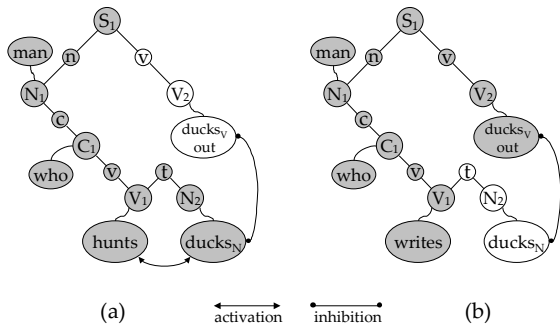 S₁
man
n
v
V₂
N₁
c
C₁
ducksᵥ
out
who
v
t
V₁
N₂
hunts
ducksN
S₁
man
n
v
V₂
N₁
c
C₁
ducksᵥ
out
who
v
t
V₁
N₂
writes
ducksN
(a)
activation
inhibition
(b)